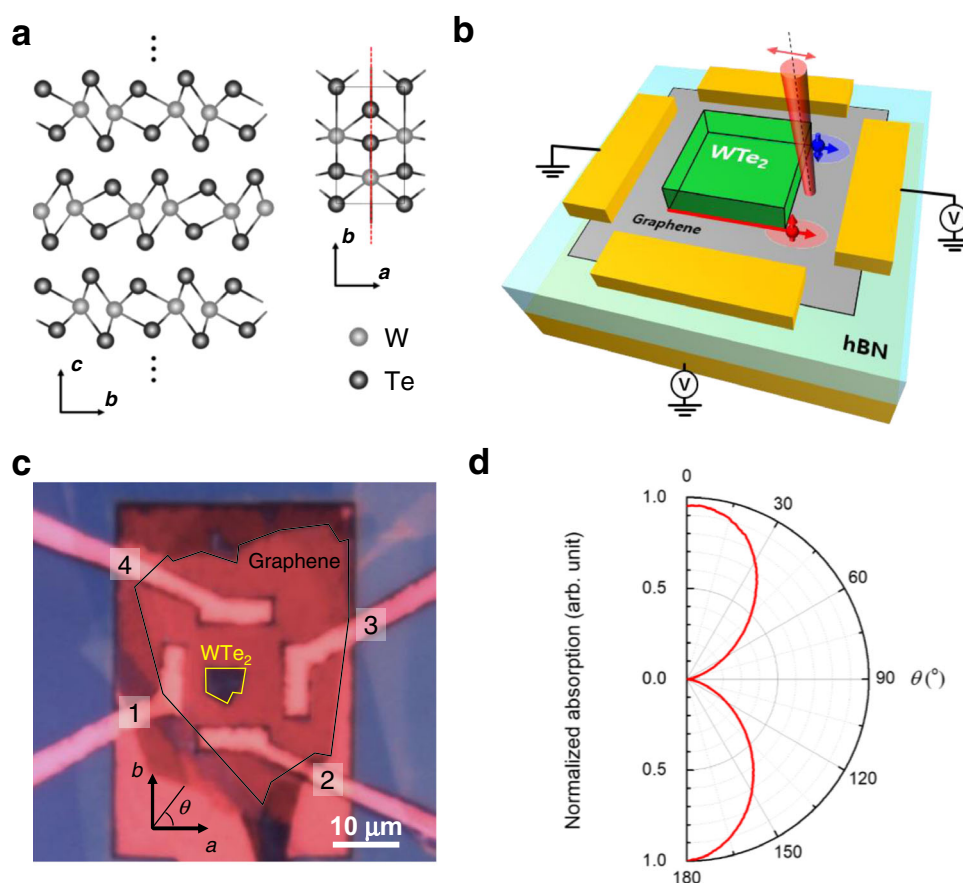 a
b
c
b
b
a
W
Te
WTe₂
Graphene
hBN
V
V
c
Graphene
4
3
WTe₂
1
2
b
θ
a
10 μm
d
Normalized absorption (arb. unit)
1.0
0.5
0.0
0.5
1.0
0
30
60
90
θ (°)
120
150
180